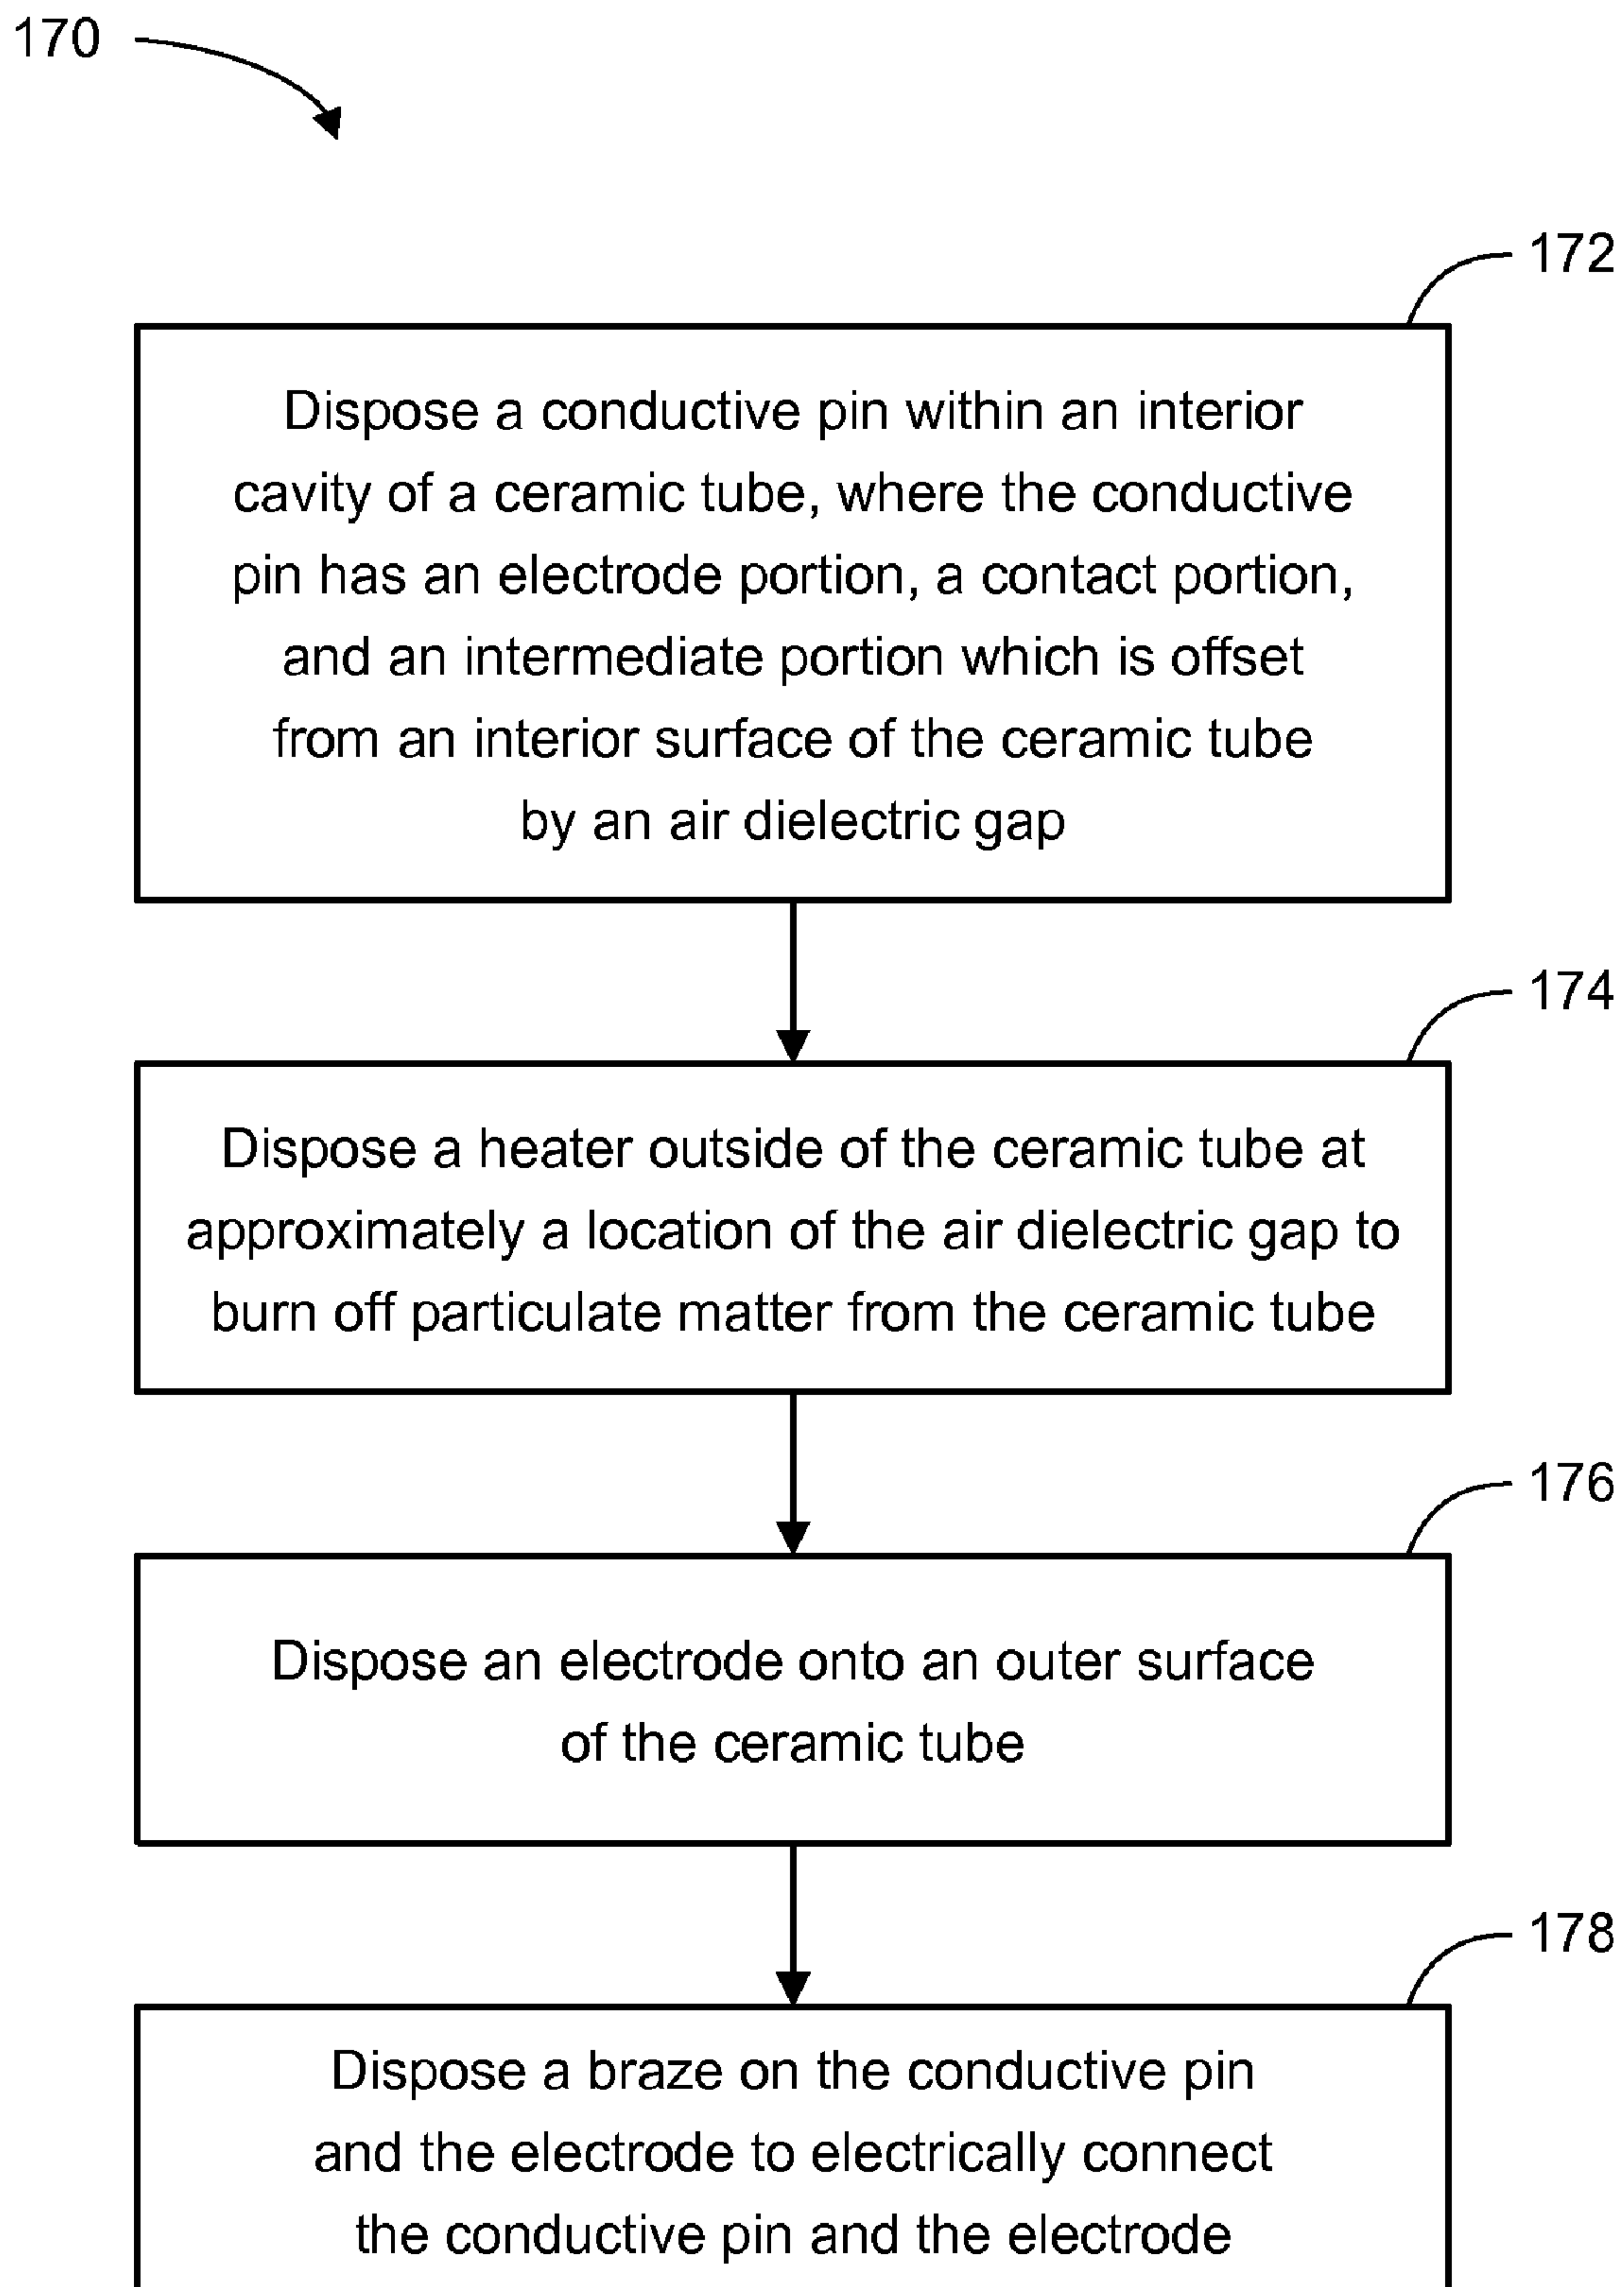 170
172
Dispose a conductive pin within an interior
cavity of a ceramic tube, where the conductive
pin has an electrode portion, a contact portion,
and an intermediate portion which is offset
from an interior surface of the ceramic tube
by an air dielectric gap
174
Dispose a heater outside of the ceramic tube at
approximately a location of the air dielectric gap to
burn off particulate matter from the ceramic tube
176
Dispose an electrode onto an outer surface
of the ceramic tube
178
Dispose a braze on the conductive pin
and the electrode to electrically connect
the conductive pin and the electrode